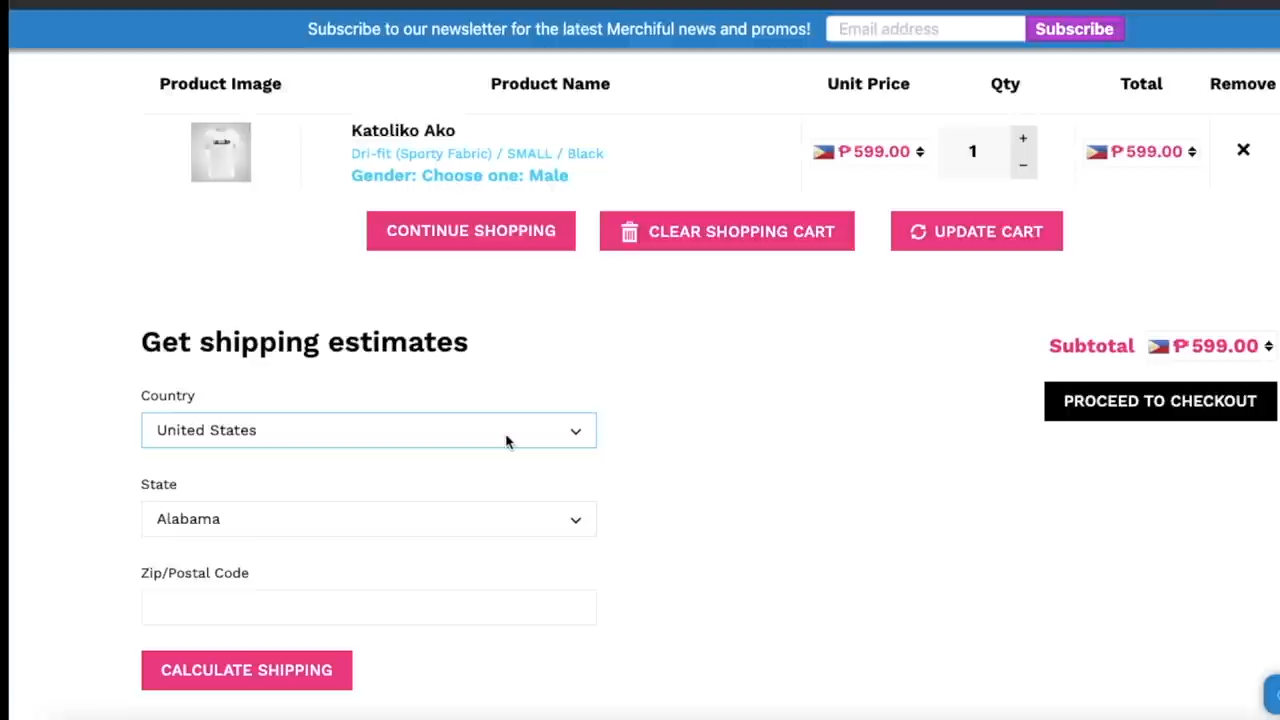 Subscribe to our newsletter for the latest Merchiful news and promos! Email address Subscribe
Product Image Product Name Unit Price Qty Total Remove
Katoliko Ako
Dri-fit (Sporty Fabric) / SMALL / Black
Gender: Choose one: Male
₱ 599.00 1 + − ₱ 599.00 ×
CONTINUE SHOPPING CLEAR SHOPPING CART UPDATE CART
Get shipping estimates
Subtotal ₱ 599.00
Country
United States
PROCEED TO CHECKOUT
State
Alabama
Zip/Postal Code
CALCULATE SHIPPING